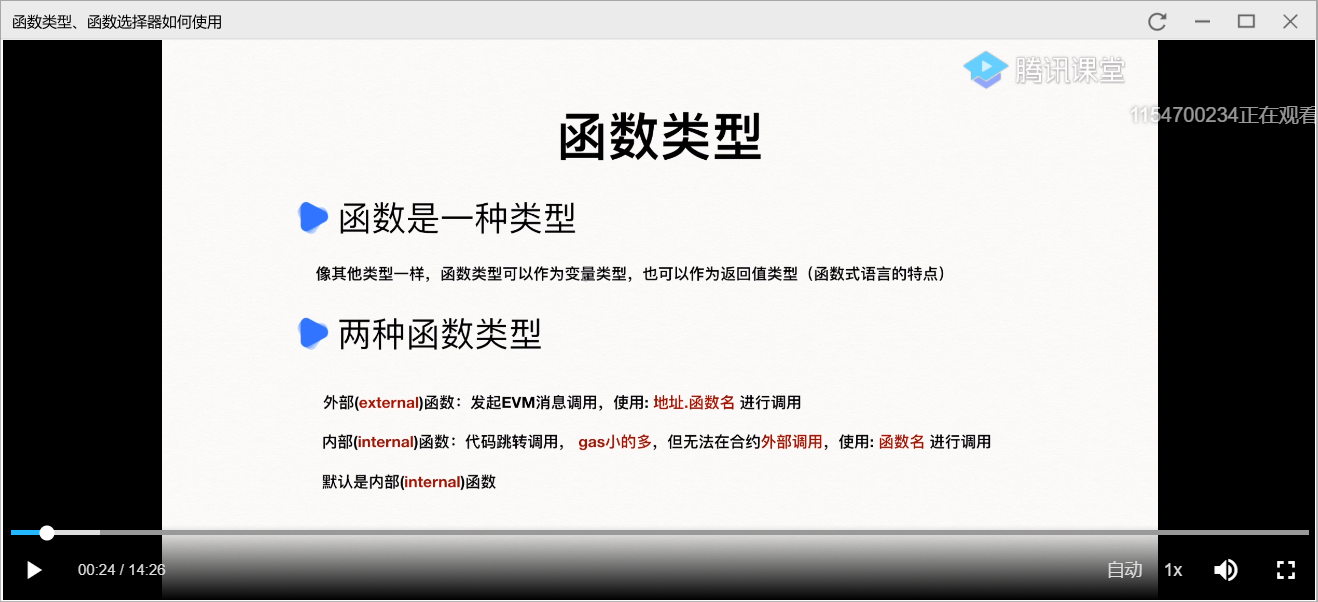 函数类型、函数选择器如何使用
腾讯课堂
1154700234正在观看
函数类型
函数是一种类型
像其他类型一样，函数类型可以作为变量类型，也可以作为返回值类型（函数式语言的特点）
两种函数类型
外部(external)函数：发起EVM消息调用，使用: 地址.函数名 进行调用
内部(internal)函数：代码跳转调用， gas小的多，但无法在合约外部调用，使用: 函数名 进行调用
默认是内部(internal)函数
00:24 / 14:26
自动
1x